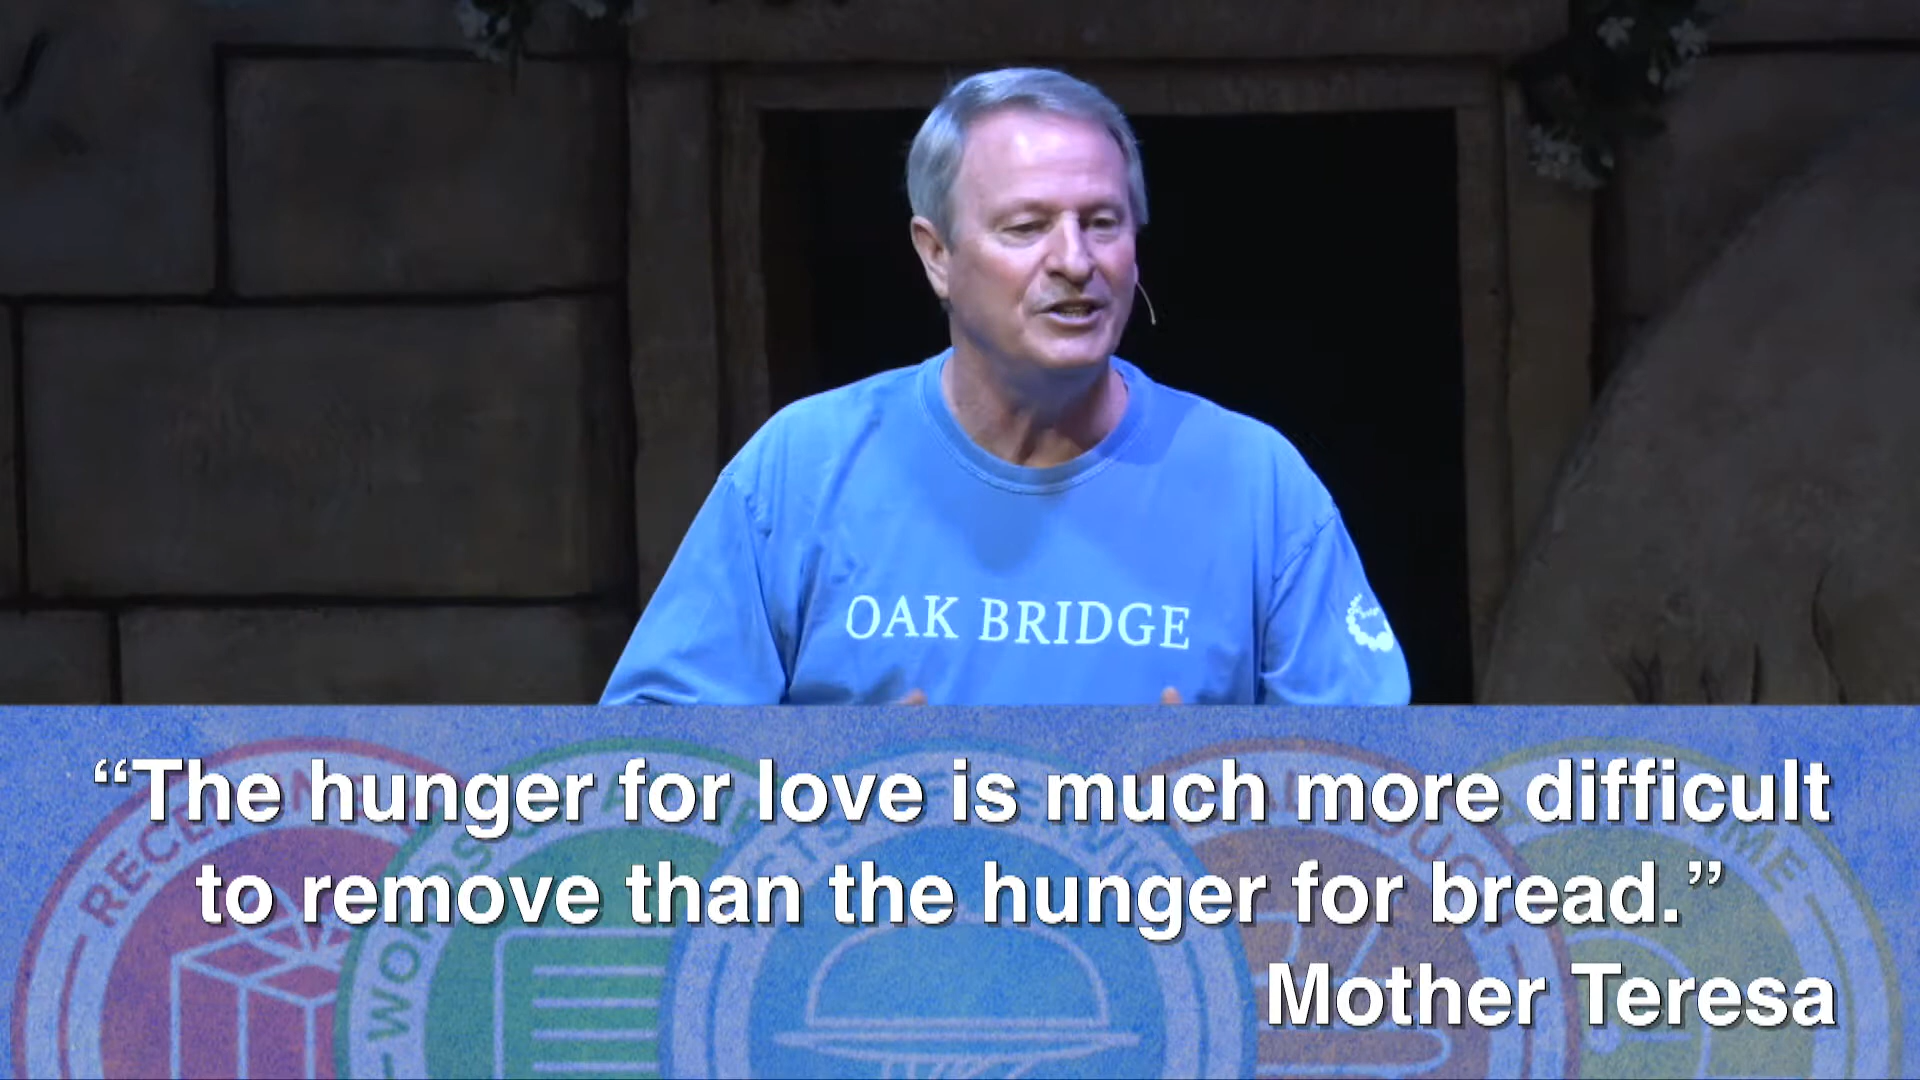 OAK BRIDGE
“The hunger for love is much more difficult
to remove than the hunger for bread.”
Mother Teresa